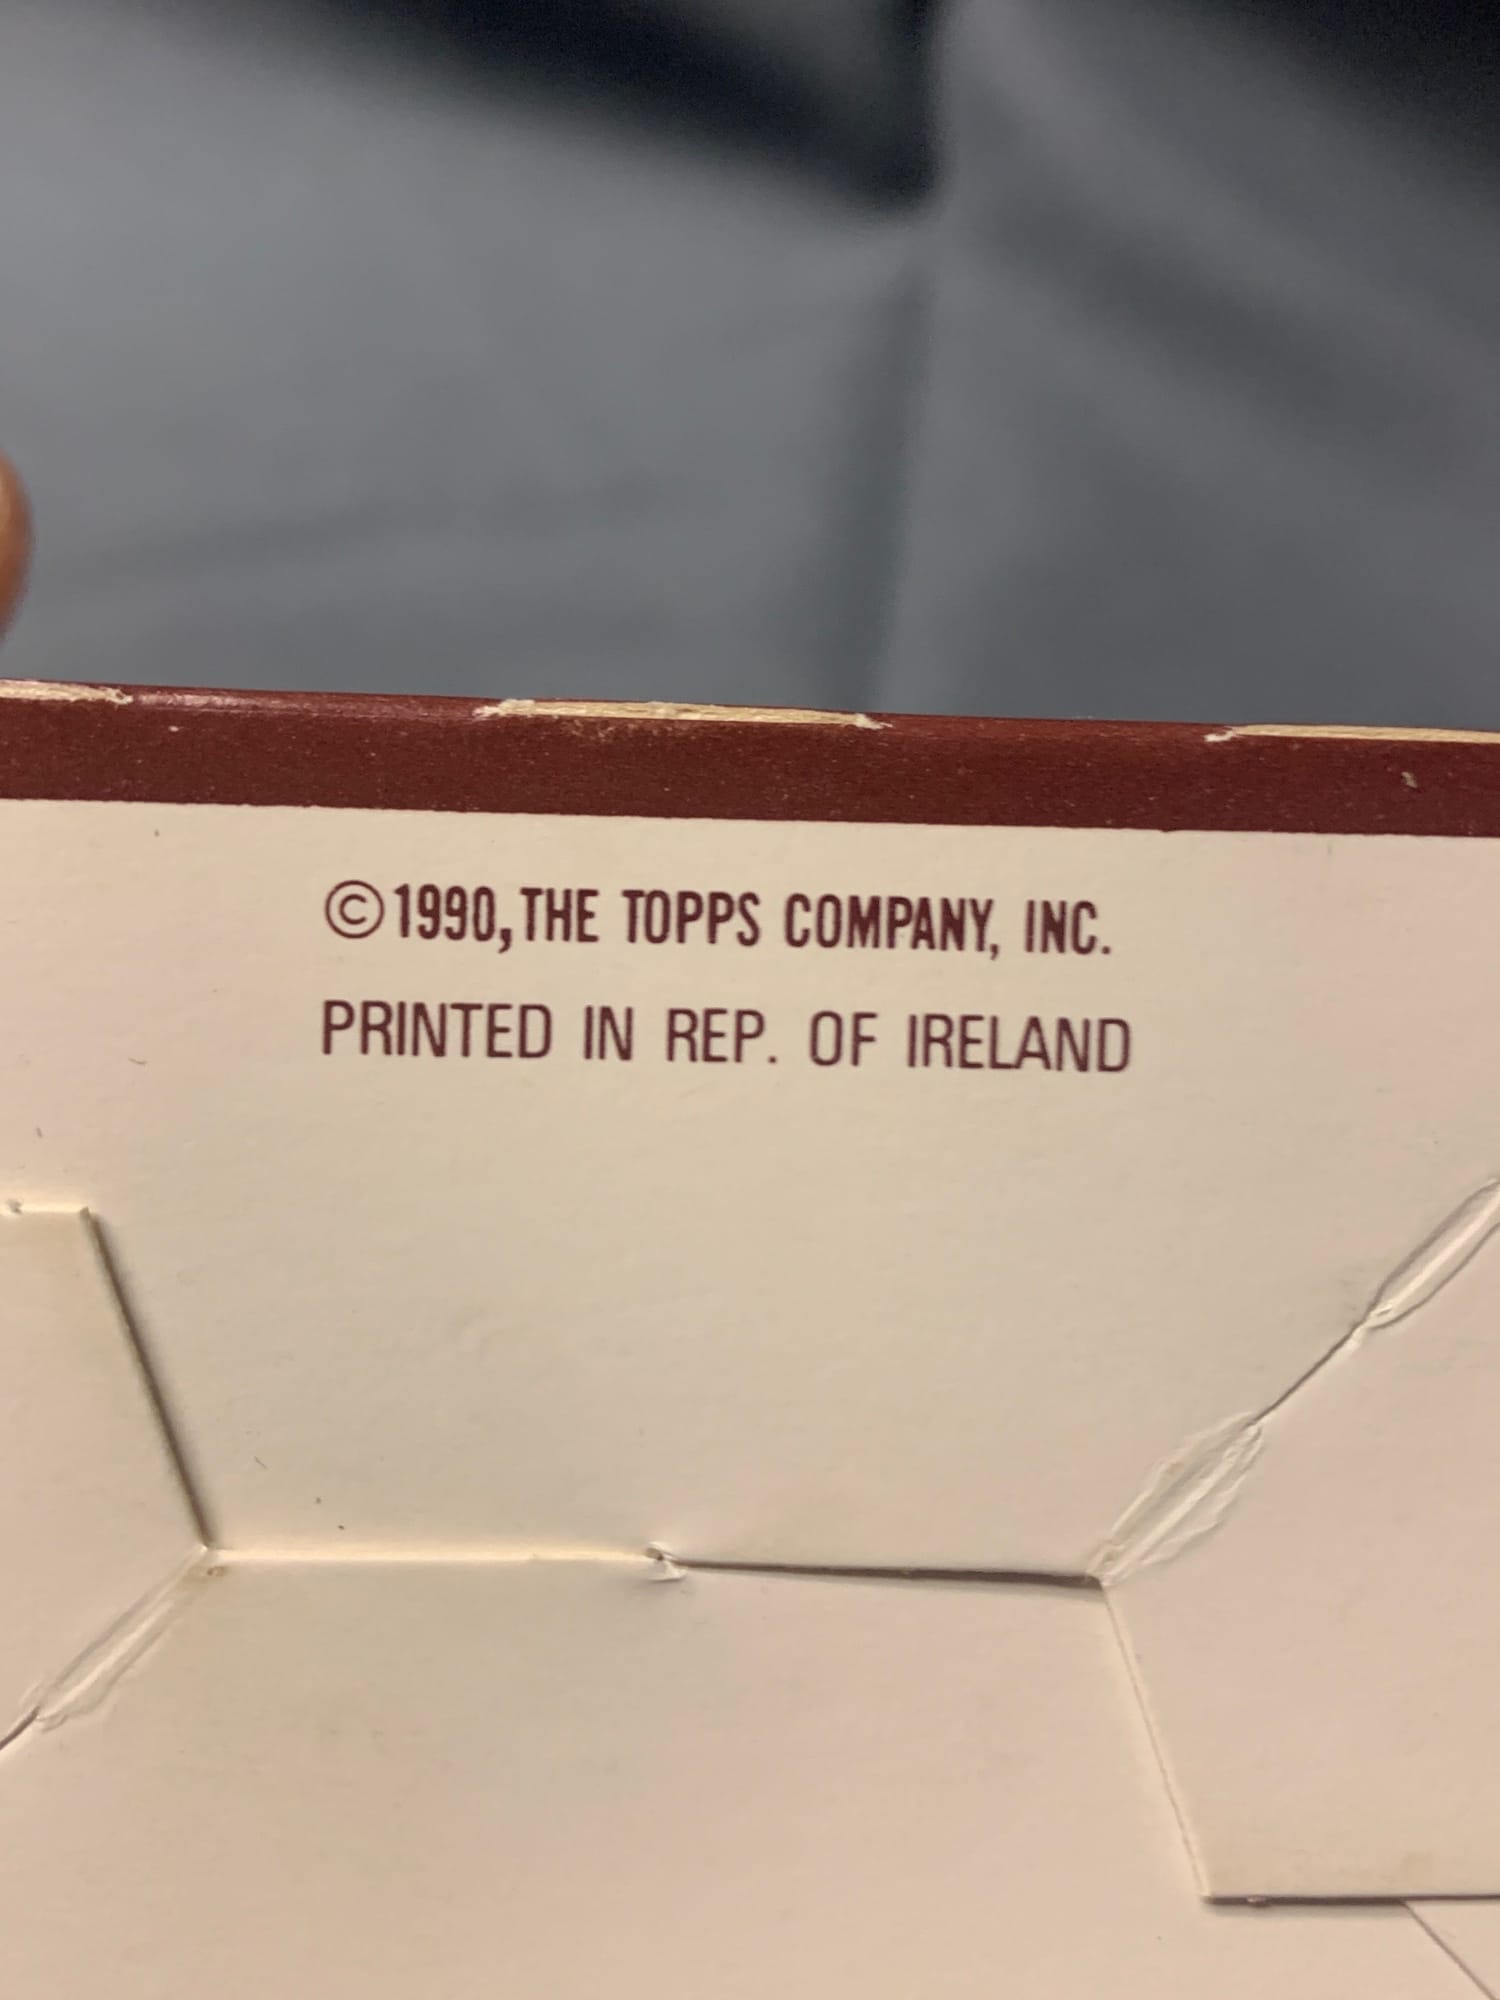 ©1990, THE TOPPS COMPANY, INC.
PRINTED IN REP. OF IRELAND